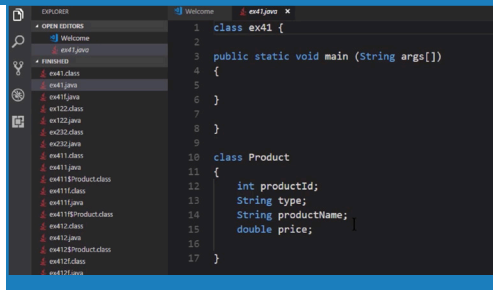 EXPLORER
OPEN EDITORS
Welcome
ex41.java
FINISHED
ex41.class
ex41.java
ex41f.java
ex122.class
ex122.java
ex232.class
ex232.java
ex411.class
ex411.java
ex411$Product.class
ex411f.class
ex411f.java
ex411f$Product.class
ex412.class
ex412.java
ex412$Product.class
ex412f.class
ex412f.java
Welcome ex41.java ×
1 class ex41 {
2
3 public static void main (String args[])
4 {
5
6 }
7
8 }
9
10 class Product
11 {
12 int productId;
13 String type;
14 String productName;
15 double price;
16
17 }